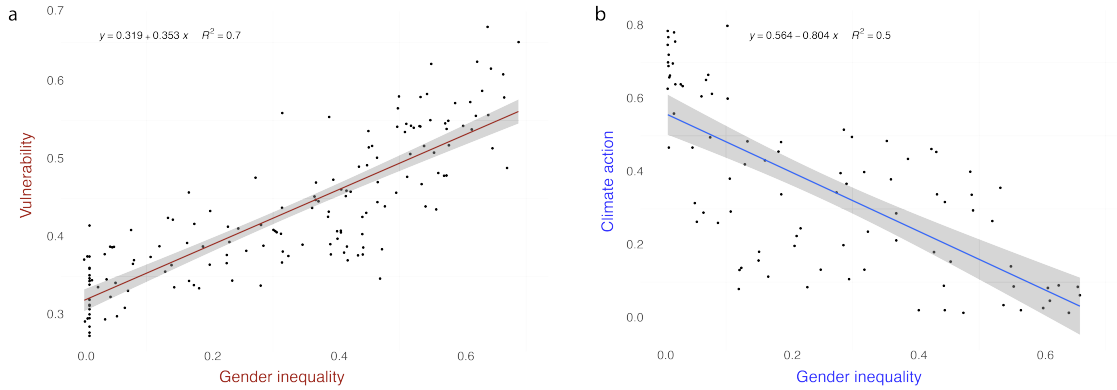 a
y = 0.319 + 0.353 x R² = 0.7
0.7
0.6
0.5
0.4
0.3
0.0 0.2 0.4 0.6
Vulnerability
Gender inequality
b
y = 0.564 – 0.804 x R² = 0.5
0.8
0.6
0.4
0.2
0.0
0.0 0.2 0.4 0.6
Climate action
Gender inequality